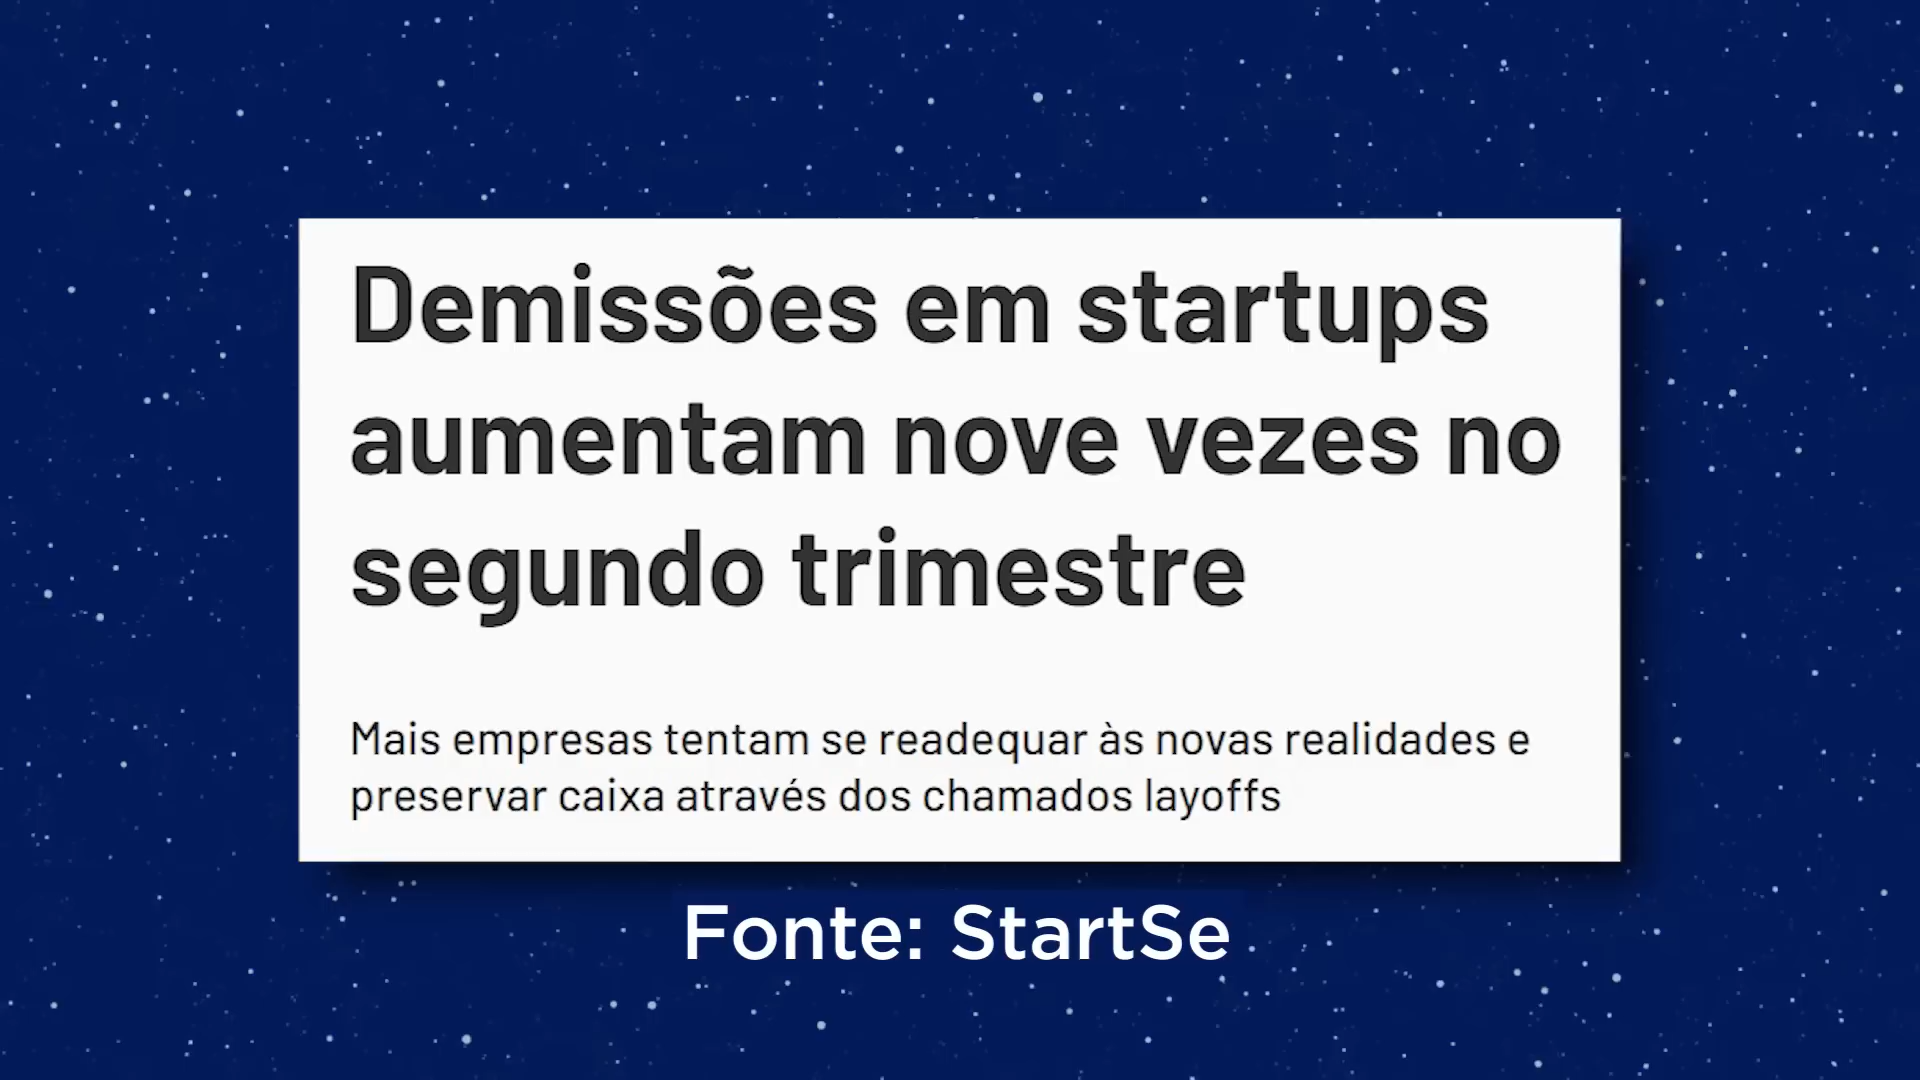 Demissões em startups
aumentam nove vezes no
segundo trimestre
Mais empresas tentam se readequar às novas realidades e
preservar caixa através dos chamados layoffs
Fonte: StartSe